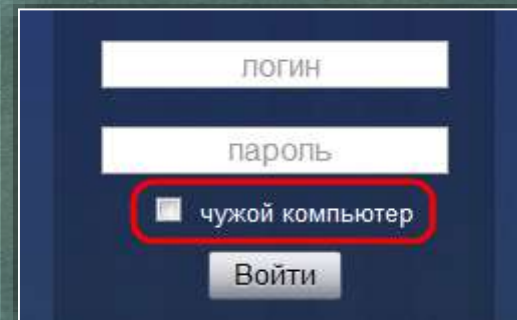 логин
пароль
чужой компьютер
Войти